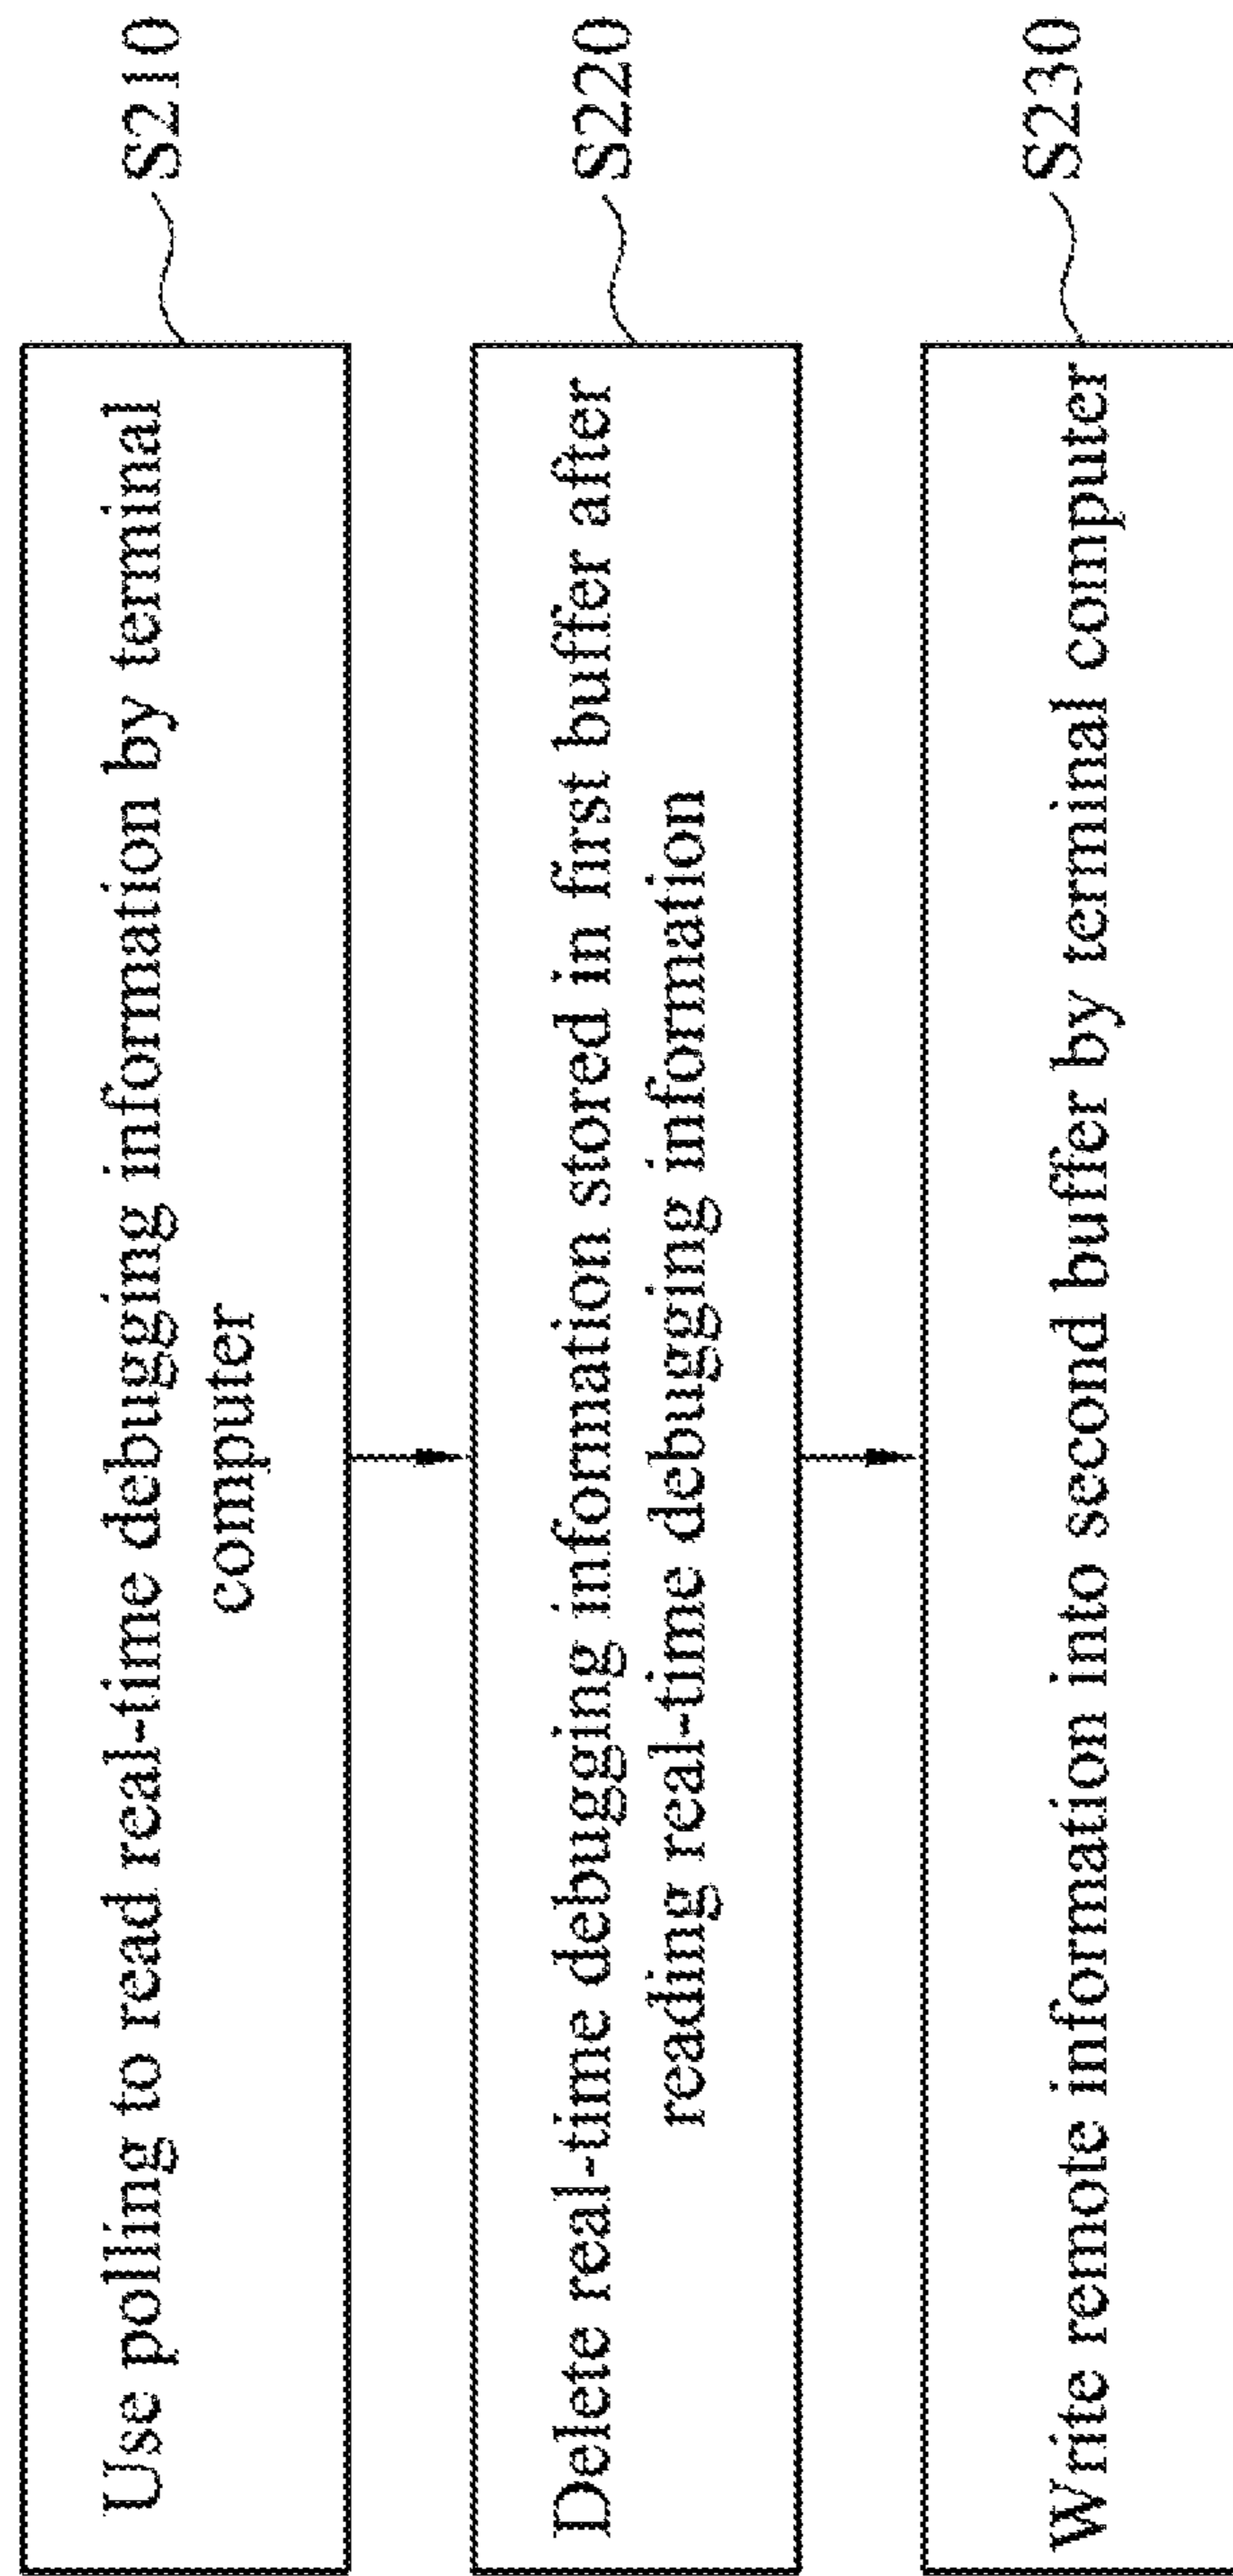 Use polling to read real-time debugging information by terminal
computer
S210
Delete real-time debugging information stored in first buffer after
reading real-time debugging information
S220
Write remote information into second buffer by terminal computer
S230